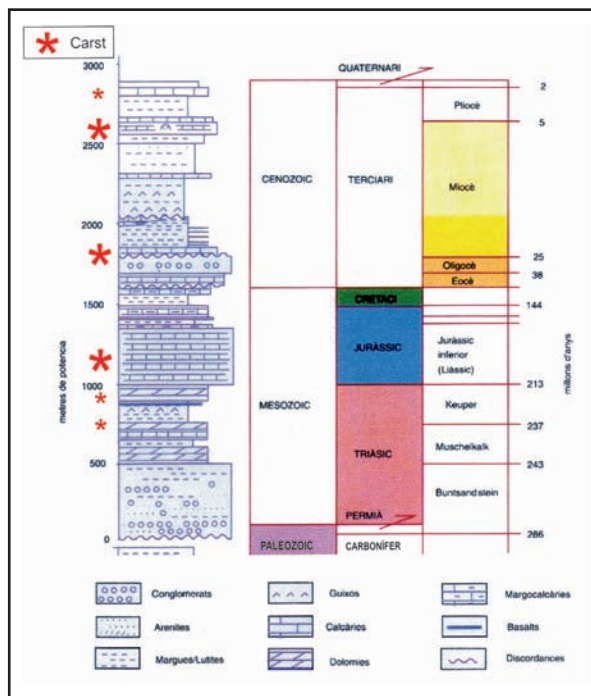 * Carst
3000
2500
2000
1500
1000
500
0
metres de potencia
QUATERNARI
CENOZOIC
TERCIARI
Pliocè
Miocè
Oligocè
Eocè
MESOZOIC
CRETACI
JURÀSSIC
Juràssic
inferior
(Liàssic)
TRIÀSIC
Keuper
Muschelkalk
Buntsandstein
PERMIÀ
PALEOZOIC
CARBONÍFER
2
5
25
38
144
213
237
243
286
milions d'anys
Conglomerats
Guixos
Margocalcàries
Arenites
Calcàries
Basalts
Margues/Lutites
Dolomies
Discordances